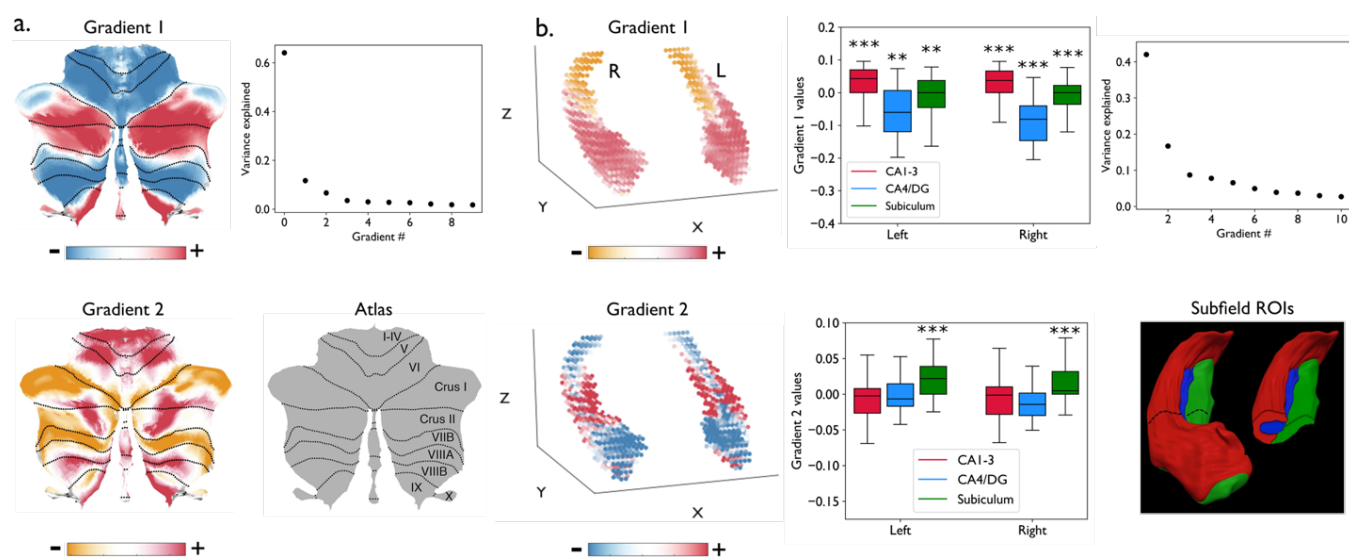 a.
Gradient 1
Variance explained
0.6
0.4
0.2
0.0
0 2 4 6 8
Gradient #
- +
b.
Gradient 1
R L
Z
Y
X
- +
Gradient 1 values
0.2
0.1
0.0
-0.1
-0.2
-0.3
-0.4
*** ** ** *** *** ***
CA1-3
CA4/DG
Subiculum
Left Right
Variance explained
0.4
0.3
0.2
0.1
0.0
2 4 6 8 10
Gradient #
Gradient 2
- +
Atlas
I-IV
V
VI
Crus I
Crus II
VIIB
VIIIA
VIIIB
IX
X
Gradient 2
Z
Y
X
- +
Gradient 2 values
0.10
0.05
0.00
-0.05
-0.10
-0.15
*** ***
CA1-3
CA4/DG
Subiculum
Left Right
Subfield ROIs